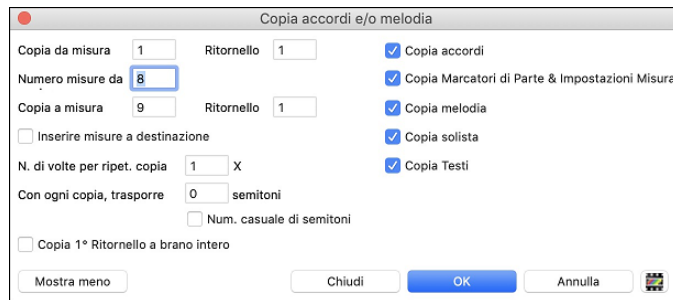 Copia accordi e/o melodia
Copia da misura 1 Ritornello 1
Copia accordi
Numero misure da 8
Copia Marcatori di Parte & Impostazioni Misura
Copia a misura 9 Ritornello 1
Copia melodia
Inserire misure a destinazione
Copia solista
N. di volte per ripet. copia 1 X
Copia Testi
Con ogni copia, trasporre 0 semitoni
Num. casuale di semitoni
Copia 1° Ritornello a brano intero
Mostra meno Chiudi OK Annulla